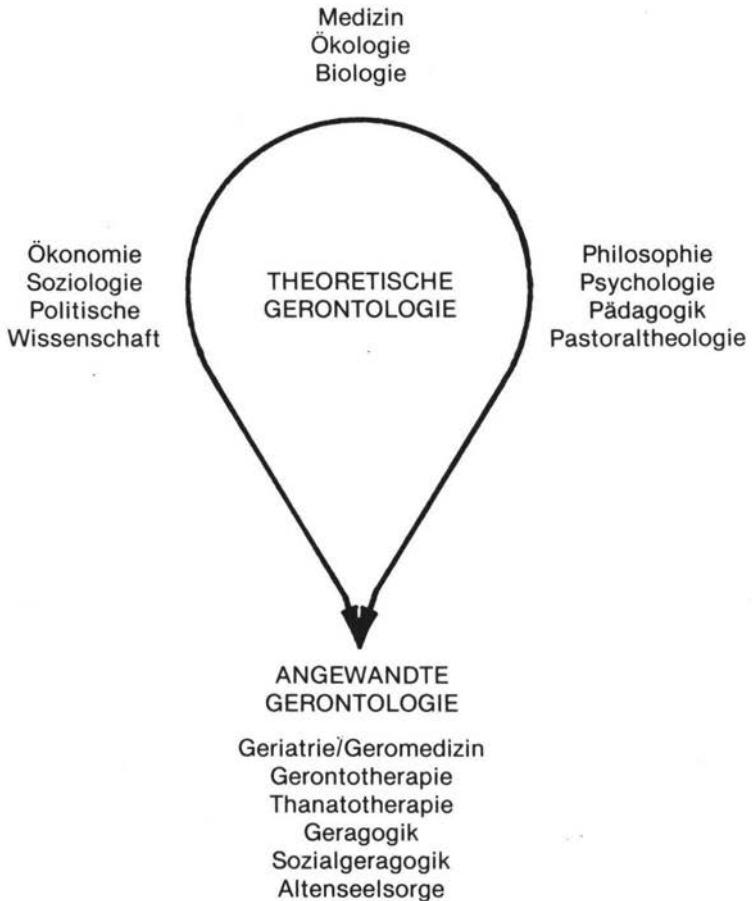 Medizin
Ökologie
Biologie
Ökonomie
Soziologie
Politische
Wissenschaft
THEORETISCHE
GERONTOLOGIE
Philosophie
Psychologie
Pädagogik
Pastoraltheologie
ANGEWANDTE
GERONTOLOGIE
Geriatrie/Geromedizin
Gerontotherapie
Thanatotherapie
Geragogik
Sozialgeragogik
Altenseelsorge